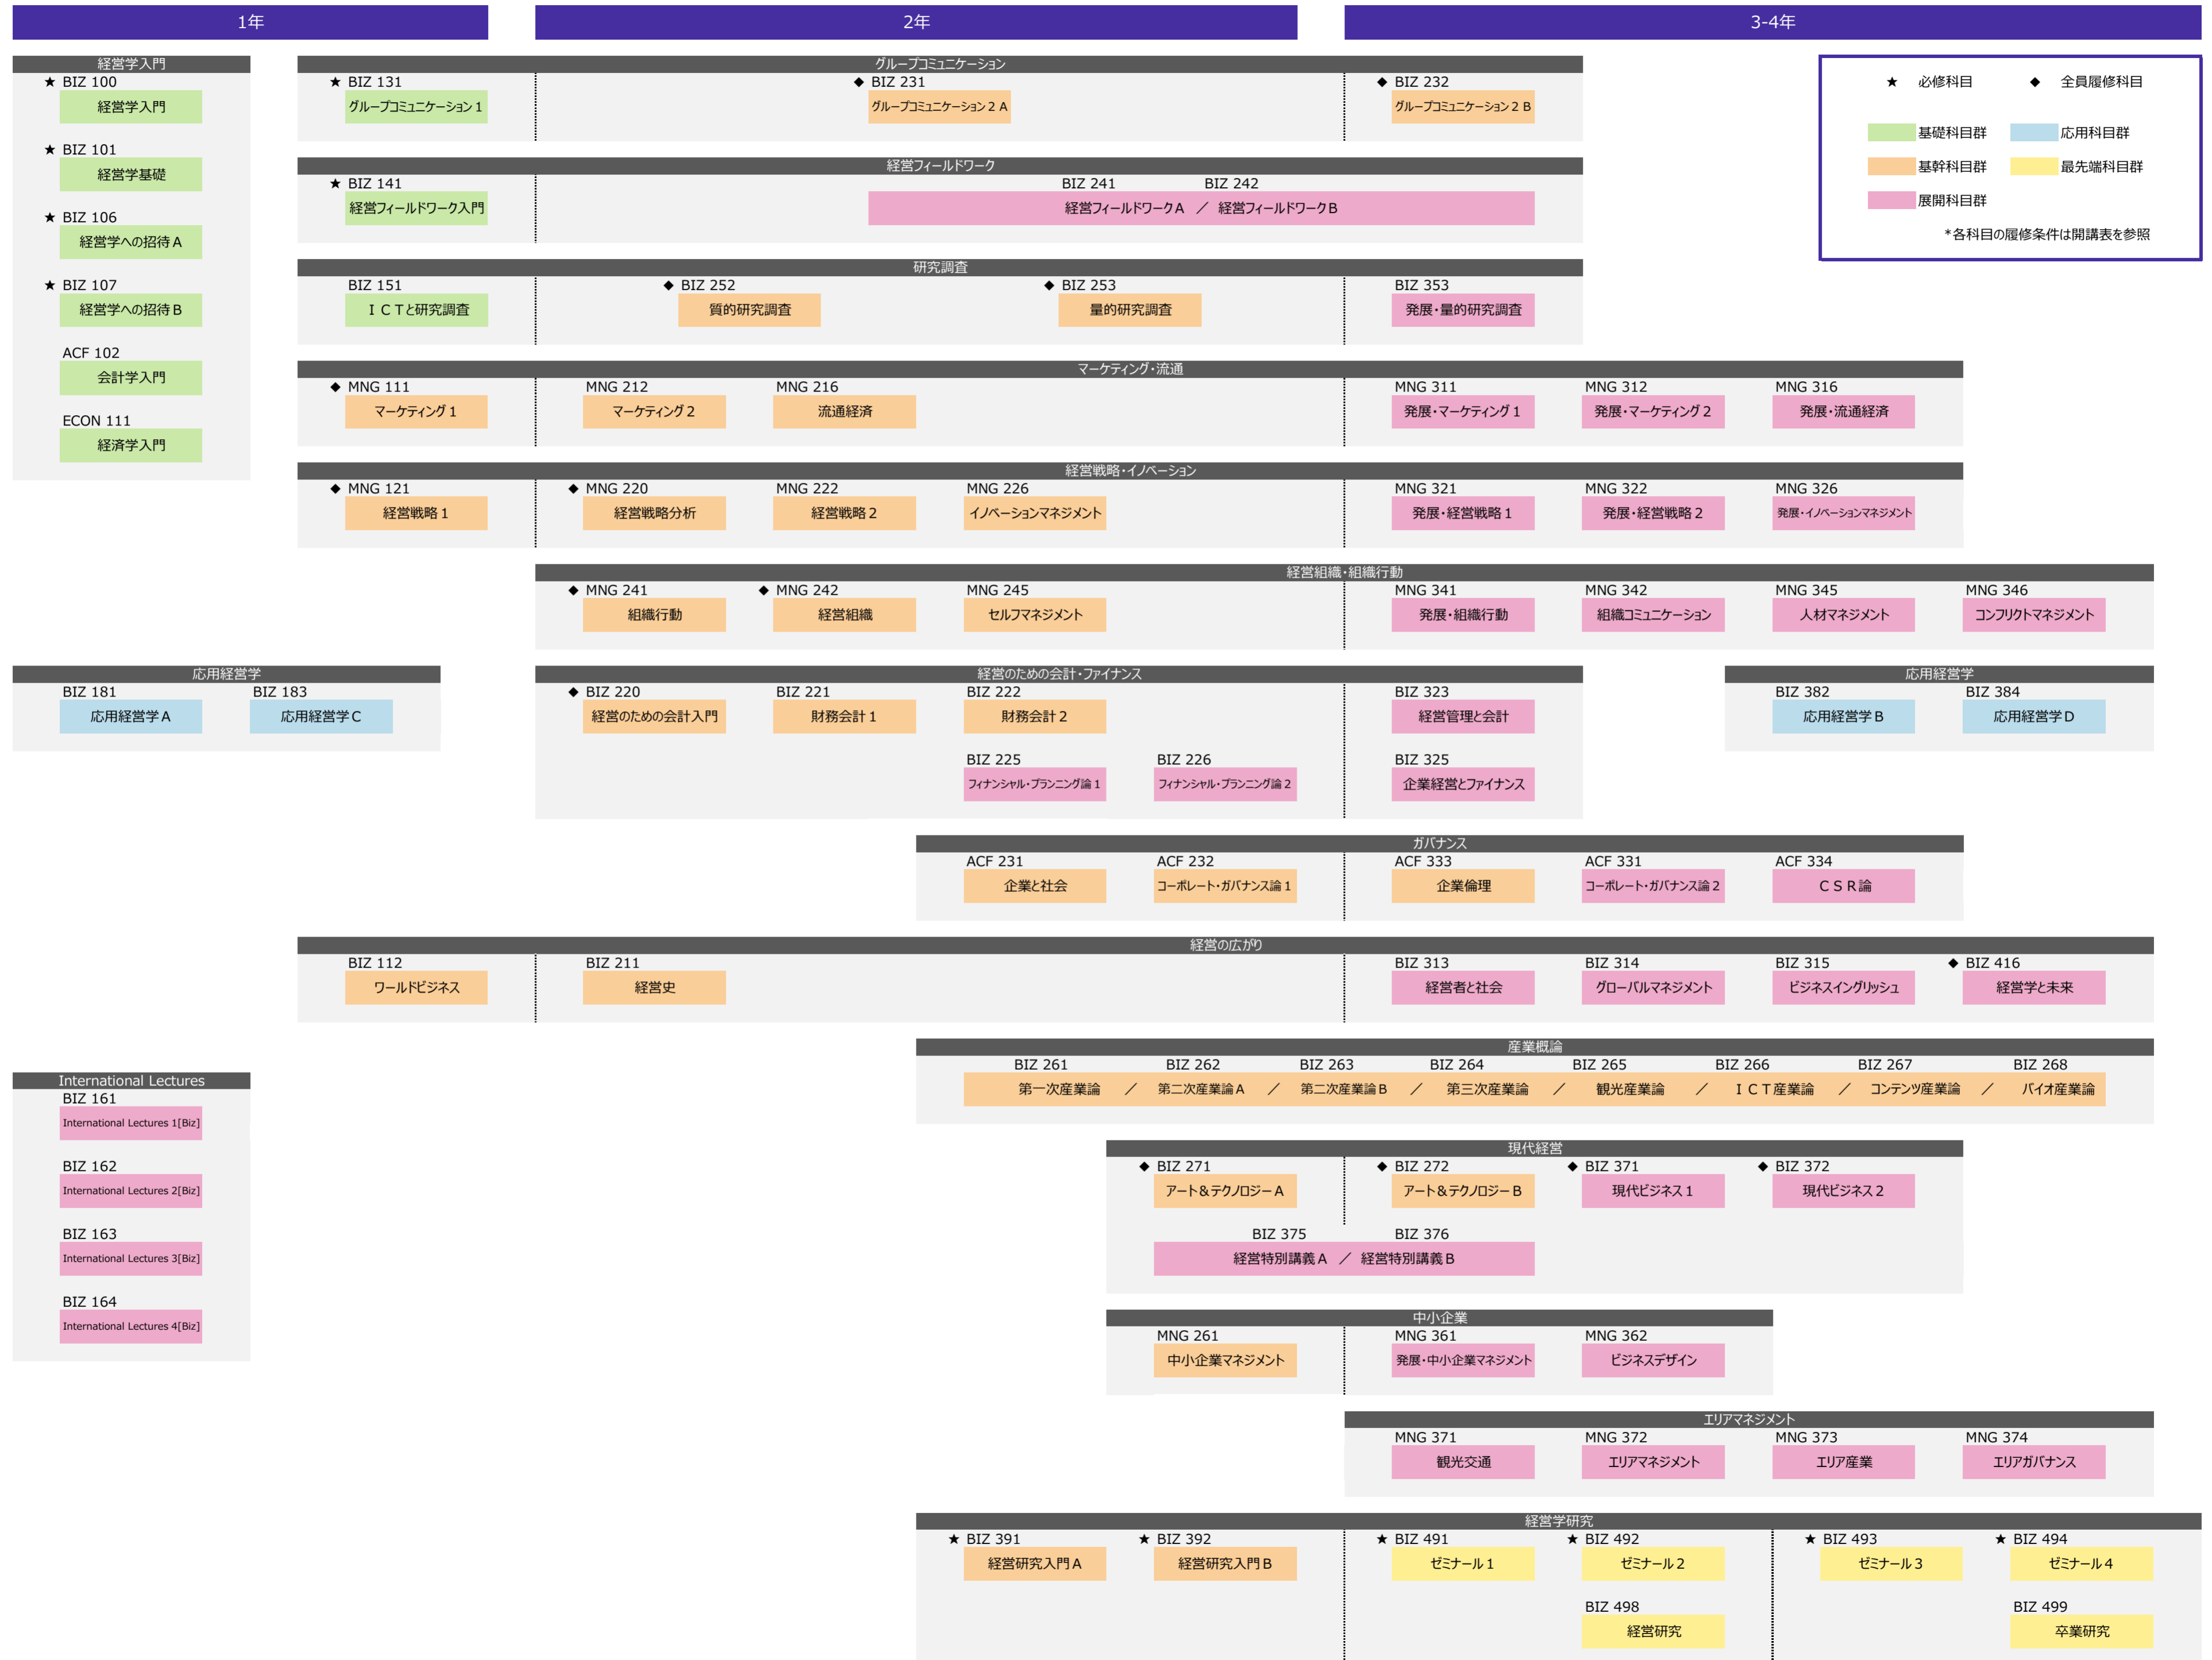 1年
2年
3-4年
経営学入門
★ BIZ 100
経営学入門
★ BIZ 101
経営学基礎
★ BIZ 106
経営学への招待A
★ BIZ 107
経営学への招待B
ACF 102
会計学入門
ECON 111
経済学入門
グループコミュニケーション
★ BIZ 131
グループコミュニケーション1
◆ BIZ 231
グループコミュニケーション2 A
◆ BIZ 232
グループコミュニケーション2 B
★ 必修科目 ◆ 全員履修科目
基礎科目群 応用科目群
基幹科目群 最先端科目群
展開科目群
*各科目の履修条件は開講表を参照
経営フィールドワーク
★ BIZ 141
経営フィールドワーク入門
BIZ 241 BIZ 242
経営フィールドワークA ／ 経営フィールドワークB
研究調査
BIZ 151
ＩＣＴと研究調査
◆ BIZ 252
質的研究調査
◆ BIZ 253
量的研究調査
BIZ 353
発展・量的研究調査
マーケティング・流通
◆ MNG 111
マーケティング1
MNG 212
マーケティング2
MNG 216
流通経済
MNG 311
発展・マーケティング1
MNG 312
発展・マーケティング2
MNG 316
発展・流通経済
経営戦略・イノベーション
◆ MNG 121
経営戦略1
◆ MNG 220
経営戦略分析
MNG 222
経営戦略2
MNG 226
イノベーションマネジメント
MNG 321
発展・経営戦略1
MNG 322
発展・経営戦略2
MNG 326
発展・イノベーションマネジメント
経営組織・組織行動
◆ MNG 241
組織行動
◆ MNG 242
経営組織
MNG 245
セルフマネジメント
MNG 341
発展・組織行動
MNG 342
組織コミュニケーション
MNG 345
人材マネジメント
MNG 346
コンフリクトマネジメント
応用経営学
BIZ 181
応用経営学A
BIZ 183
応用経営学C
経営のための会計・ファイナンス
◆ BIZ 220
経営のための会計入門
BIZ 221
財務会計1
BIZ 222
財務会計2
BIZ 323
経営管理と会計
BIZ 225
フィナンシャル・プランニング論1
BIZ 226
フィナンシャル・プランニング論2
BIZ 325
企業経営とファイナンス
応用経営学
BIZ 382
応用経営学B
BIZ 384
応用経営学D
ガバナンス
ACF 231
企業と社会
ACF 232
コーポレート・ガバナンス論1
ACF 333
企業倫理
ACF 331
コーポレート・ガバナンス論2
ACF 334
ＣＳＲ論
経営の広がり
BIZ 112
ワールドビジネス
BIZ 211
経営史
BIZ 313
経営者と社会
BIZ 314
グローバルマネジメント
BIZ 315
ビジネスイングリッシュ
◆ BIZ 416
経営学と未来
産業概論
BIZ 261 BIZ 262 BIZ 263 BIZ 264 BIZ 265 BIZ 266 BIZ 267 BIZ 268
第一次産業論 ／ 第二次産業論A ／ 第二次産業論B ／ 第三次産業論 ／ 観光産業論 ／ ＩＣＴ産業論 ／ コンテンツ産業論 ／ バイオ産業論
International Lectures
BIZ 161
International Lectures 1[Biz]
BIZ 162
International Lectures 2[Biz]
BIZ 163
International Lectures 3[Biz]
BIZ 164
International Lectures 4[Biz]
現代経営
◆ BIZ 271
アート＆テクノロジーA
◆ BIZ 272
アート＆テクノロジーB
◆ BIZ 371
現代ビジネス1
◆ BIZ 372
現代ビジネス2
BIZ 375 BIZ 376
経営特別講義A ／ 経営特別講義B
中小企業
MNG 261
中小企業マネジメント
MNG 361
発展・中小企業マネジメント
MNG 362
ビジネスデザイン
エリアマネジメント
MNG 371
観光交通
MNG 372
エリアマネジメント
MNG 373
エリア産業
MNG 374
エリアガバナンス
経営学研究
★ BIZ 391
経営研究入門A
★ BIZ 392
経営研究入門B
★ BIZ 491
ゼミナール1
★ BIZ 492
ゼミナール2
★ BIZ 493
ゼミナール3
★ BIZ 494
ゼミナール4
BIZ 498
経営研究
BIZ 499
卒業研究